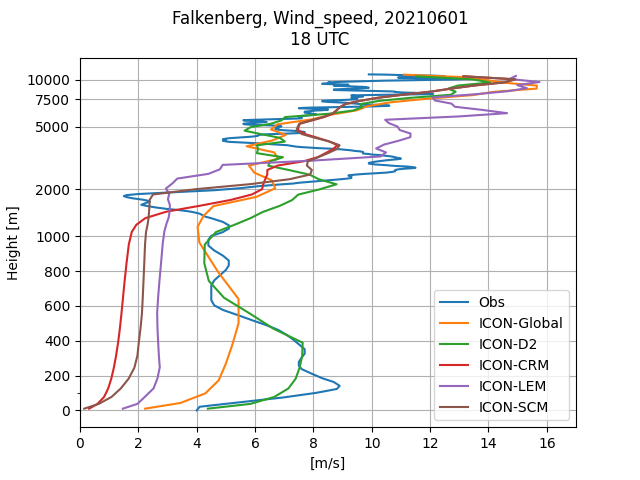 Falkenberg, Wind_speed, 20210601
18 UTC
Height [m]
10000
7500
5000
2000
1000
800
600
400
200
0
0 2 4 6 8 10 12 14 16
[m/s]
Obs
ICON-Global
ICON-D2
ICON-CRM
ICON-LEM
ICON-SCM